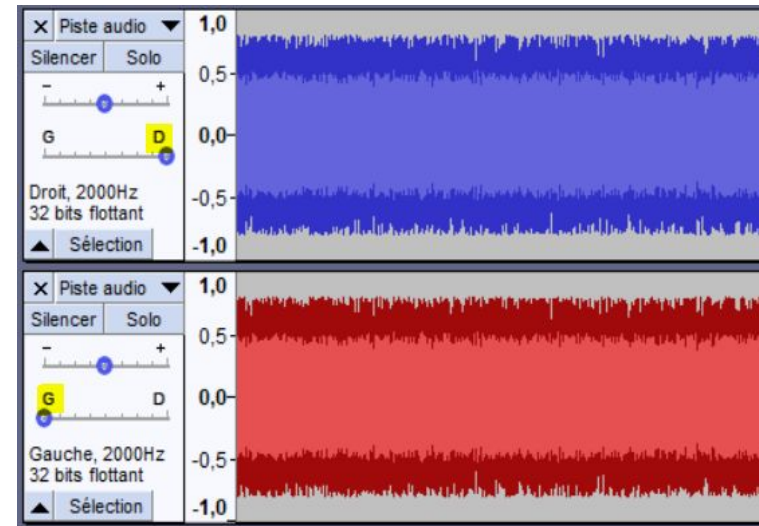 X Piste audio ▼ 1,0
Silencer Solo
0,5-
- +
G D 0,0-
Droit, 2000Hz -0,5-
32 bits flottant
▲ Sélection -1,0
X Piste audio ▼ 1,0
Silencer Solo
0,5-
- +
G D 0,0-
Gauche, 2000Hz -0,5-
32 bits flottant
▲ Sélection -1,0